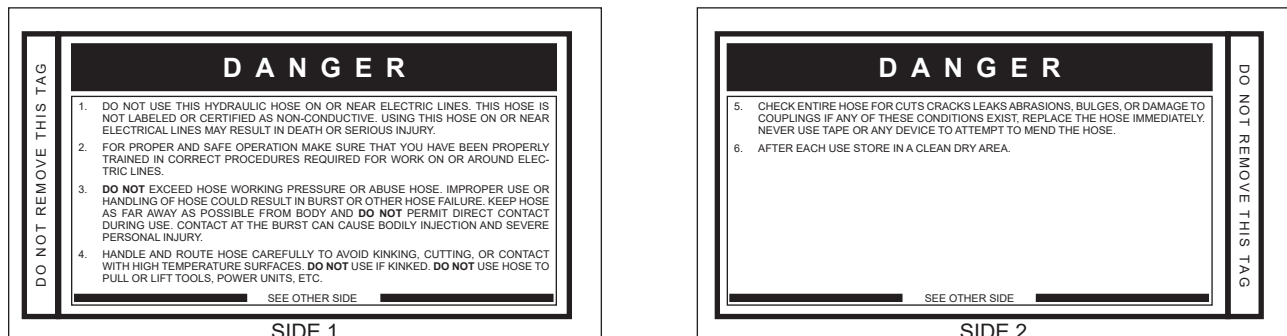 DO NOT REMOVE THIS TAG
DANGER
1. DO NOT USE THIS HYDRAULIC HOSE ON OR NEAR ELECTRIC LINES. THIS HOSE IS
NOT LABELED OR CERTIFIED AS NON-CONDUCTIVE. USING THIS HOSE ON OR NEAR
ELECTRICAL LINES MAY RESULT IN DEATH OR SERIOUS INJURY.
2. FOR PROPER AND SAFE OPERATION MAKE SURE THAT YOU HAVE BEEN PROPERLY
TRAINED IN CORRECT PROCEDURES REQUIRED FOR WORK ON OR AROUND ELEC-
TRIC LINES.
3. DO NOT EXCEED HOSE WORKING PRESSURE OR ABUSE HOSE. IMPROPER USE OR
HANDLING OF HOSE COULD RESULT IN BURST OR OTHER HOSE FAILURE. KEEP HOSE
AS FAR AWAY AS POSSIBLE FROM BODY AND DO NOT PERMIT DIRECT CONTACT
DURING USE. CONTACT AT THE BURST CAN CAUSE BODILY INJECTION AND SEVERE
PERSONAL INJURY.
4. HANDLE AND ROUTE HOSE CAREFULLY TO AVOID KINKING, CUTTING, OR CONTACT
WITH HIGH TEMPERATURE SURFACES. DO NOT USE IF KINKED. DO NOT USE HOSE TO
PULL OR LIFT TOOLS, POWER UNITS, ETC.
SEE OTHER SIDE
SIDE 1
DANGER
5. CHECK ENTIRE HOSE FOR CUTS CRACKS LEAKS ABRASIONS, BULGES, OR DAMAGE TO
COUPLINGS IF ANY OF THESE CONDITIONS EXIST, REPLACE THE HOSE IMMEDIATELY.
NEVER USE TAPE OR ANY DEVICE TO ATTEMPT TO MEND THE HOSE.
6. AFTER EACH USE STORE IN A CLEAN DRY AREA.
SEE OTHER SIDE
DO NOT REMOVE THIS TAG
SIDE 2